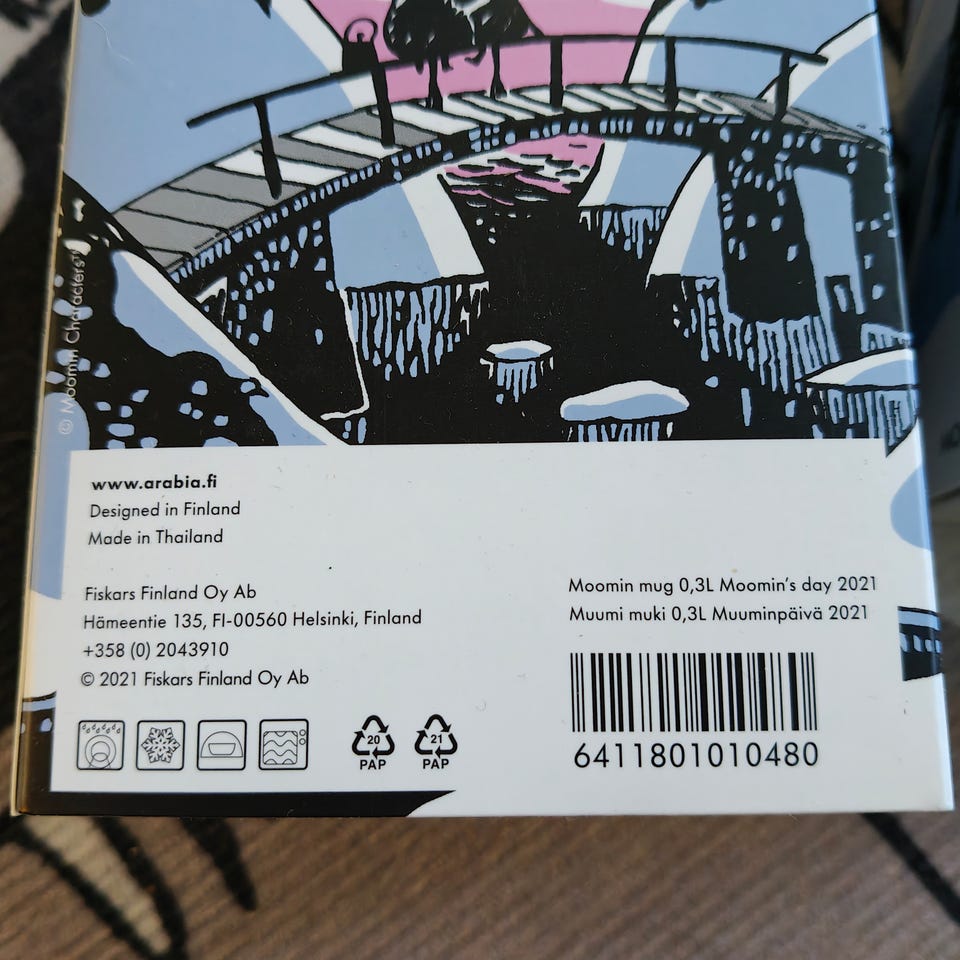 © Moomin Characters™
www.arabia.fi
Designed in Finland
Made in Thailand
Fiskars Finland Oy Ab
Hämeentie 135, FI-00560 Helsinki, Finland
+358 (0) 2043910
© 2021 Fiskars Finland Oy Ab
20
PAP
21
PAP
Moomin mug 0,3L Moomin's day 2021
Muumi muki 0,3L Muuminpäivä 2021
6411801010480